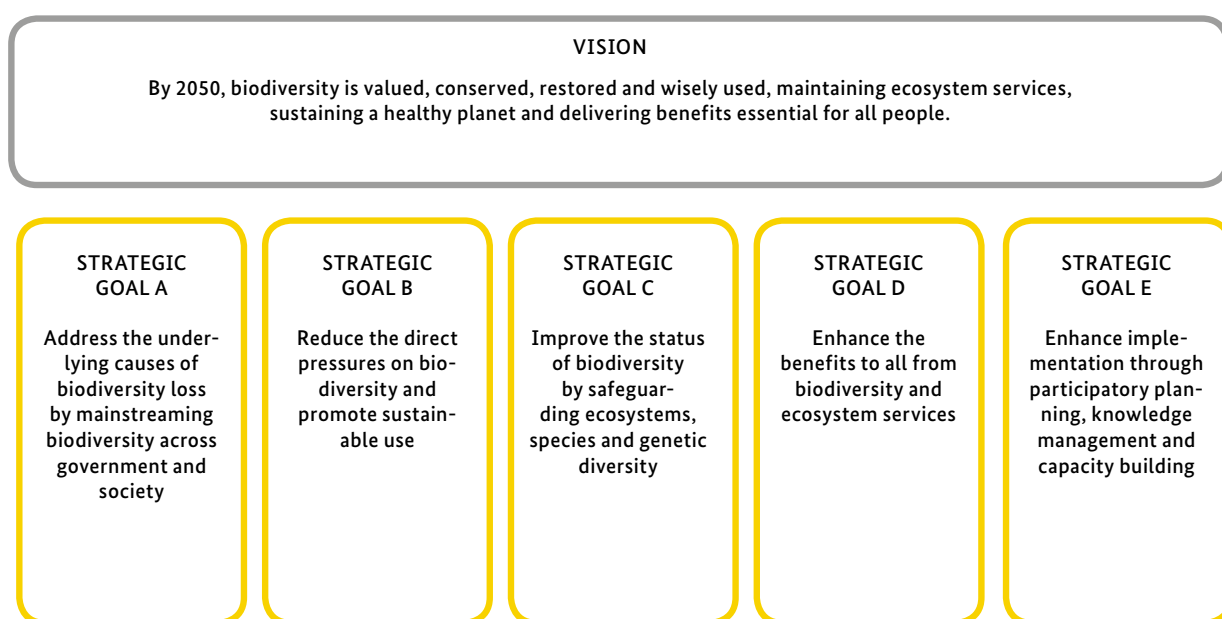 VISION
By 2050, biodiversity is valued, conserved, restored and wisely used, maintaining ecosystem services,
sustaining a healthy planet and delivering benefits essential for all people.
STRATEGIC
GOAL A
Address the under-
lying causes of
biodiversity loss
by mainstreaming
biodiversity across
government and
society
STRATEGIC
GOAL B
Reduce the direct
pressures on bio-
diversity and
promote sustain-
able use
STRATEGIC
GOAL C
Improve the status
of biodiversity
by safeguar-
ding ecosystems,
species and genetic
diversity
STRATEGIC
GOAL D
Enhance the
benefits to all from
biodiversity and
ecosystem services
STRATEGIC
GOAL E
Enhance imple-
mentation through
participatory plan-
ning, knowledge
management and
capacity building